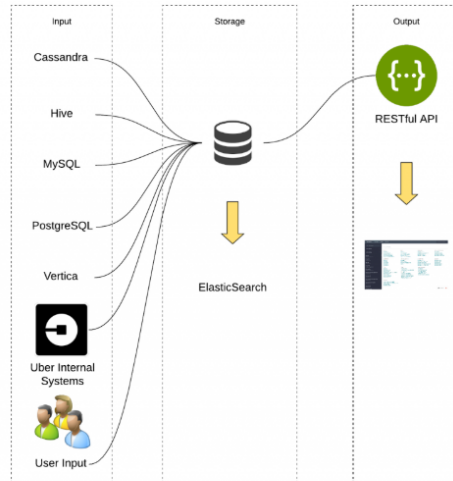 Input
Storage
Output
Cassandra
Hive
MySQL
PostgreSQL
Vertica
Uber Internal
Systems
User Input
ElasticSearch
RESTful API